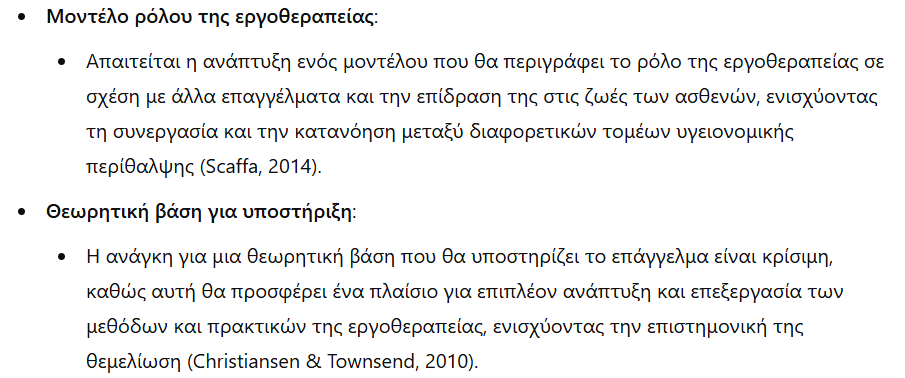 • Μοντέλο ρόλου της εργοθεραπείας:
• Απαιτείται η ανάπτυξη ενός μοντέλου που θα περιγράφει το ρόλο της εργοθεραπείας σε
σχέση με άλλα επαγγέλματα και την επίδραση της στις ζωές των ασθενών, ενισχύοντας
τη συνεργασία και την κατανόηση μεταξύ διαφορετικών τομέων υγειονομικής
περίθαλψης (Scaffa, 2014).
• Θεωρητική βάση για υποστήριξη:
• Η ανάγκη για μια θεωρητική βάση που θα υποστηρίζει το επάγγελμα είναι κρίσιμη,
καθώς αυτή θα προσφέρει ένα πλαίσιο για επιπλέον ανάπτυξη και επεξεργασία των
μεθόδων και πρακτικών της εργοθεραπείας, ενισχύοντας την επιστημονική της
θεμελίωση (Christiansen & Townsend, 2010).